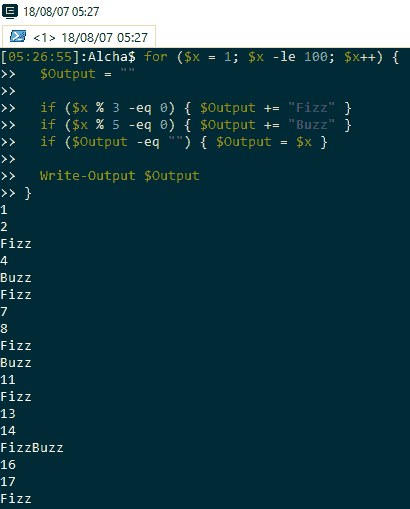 18/08/07 05:27
<1> 18/08/07 05:27
[05:26:55]:Alcha$ for ($x = 1; $x -le 100; $x++) {
>>   $Output = ""
>>
>>   if ($x % 3 -eq 0) { $Output += "Fizz" }
>>   if ($x % 5 -eq 0) { $Output += "Buzz" }
>>   if ($Output -eq "") { $Output = $x }
>>
>>   Write-Output $Output
>> }
1
2
Fizz
4
Buzz
Fizz
7
8
Fizz
Buzz
11
Fizz
13
14
FizzBuzz
16
17
Fizz